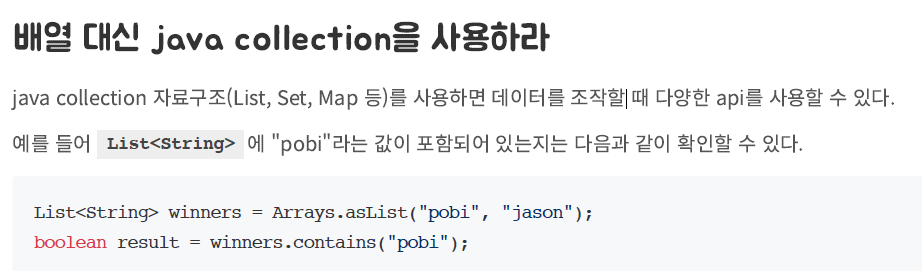 배열 대신 java collection을 사용하라
java collection 자료구조(List, Set, Map 등)를 사용하면 데이터를 조작할 때 다양한 api를 사용할 수 있다.
예를 들어 List<String> 에 "pobi"라는 값이 포함되어 있는지는 다음과 같이 확인할 수 있다.
List<String> winners = Arrays.asList("pobi", "jason");
boolean result = winners.contains("pobi");